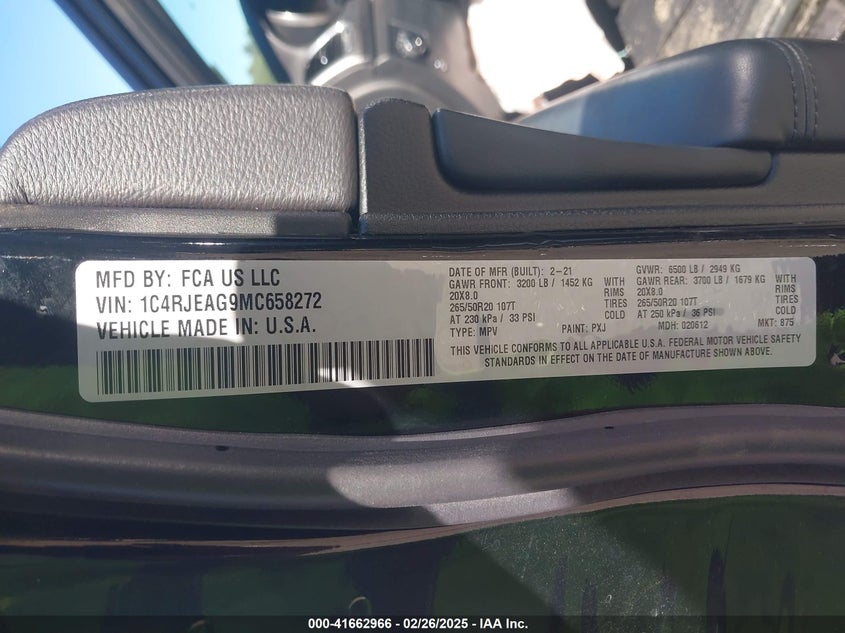 MFD BY: FCA US LLC
VIN: 1C4RJEAG9MC658272
VEHICLE MADE IN: U.S.A.
DATE OF MFR (BUILT): 2-21 GVWR: 6500 LB / 2949 KG
GAWR FRONT: 3200 LB / 1452 KG WITH GAWR REAR: 3700 LB / 1679 KG WITH
20X8.0 RIMS 20X8.0 RIMS
265/50R20 107T TIRES 265/50R20 107T TIRES
AT 230 kPa / 33 PSI COLD AT 250 kPa / 36 PSI COLD
TYPE: MPV PAINT: PXJ MDH: 020612 MKT: 875
THIS VEHICLE CONFORMS TO ALL APPLICABLE U.S.A. FEDERAL MOTOR VEHICLE SAFETY
STANDARDS IN EFFECT ON THE DATE OF MANUFACTURE SHOWN ABOVE.
000-41662966 - 02/26/2025 - IAA Inc.